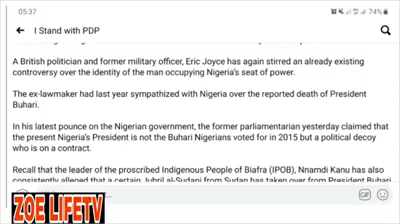 05:37
74%
I Stand with PDP
A British politician and former military officer, Eric Joyce has again stirred an already existing
controversy over the identity of the man occupying Nigeria's seat of power.
The ex-lawmaker had last year sympathized with Nigeria over the reported death of President
Buhari.
In his latest pounce on the Nigerian government, the former parliamentarian yesterday claimed that
the present Nigeria's President is not the Buhari Nigerians voted for in 2015 but a political decoy
who is on a contract.
Recall that the leader of the proscribed Indigenous People of Biafra (IPOB), Nnamdi Kanu has also
consistently alleged that a certain Jubril al-Sudani from Sudan has taken over from President Buhari
GIF
ZOE LIFETV